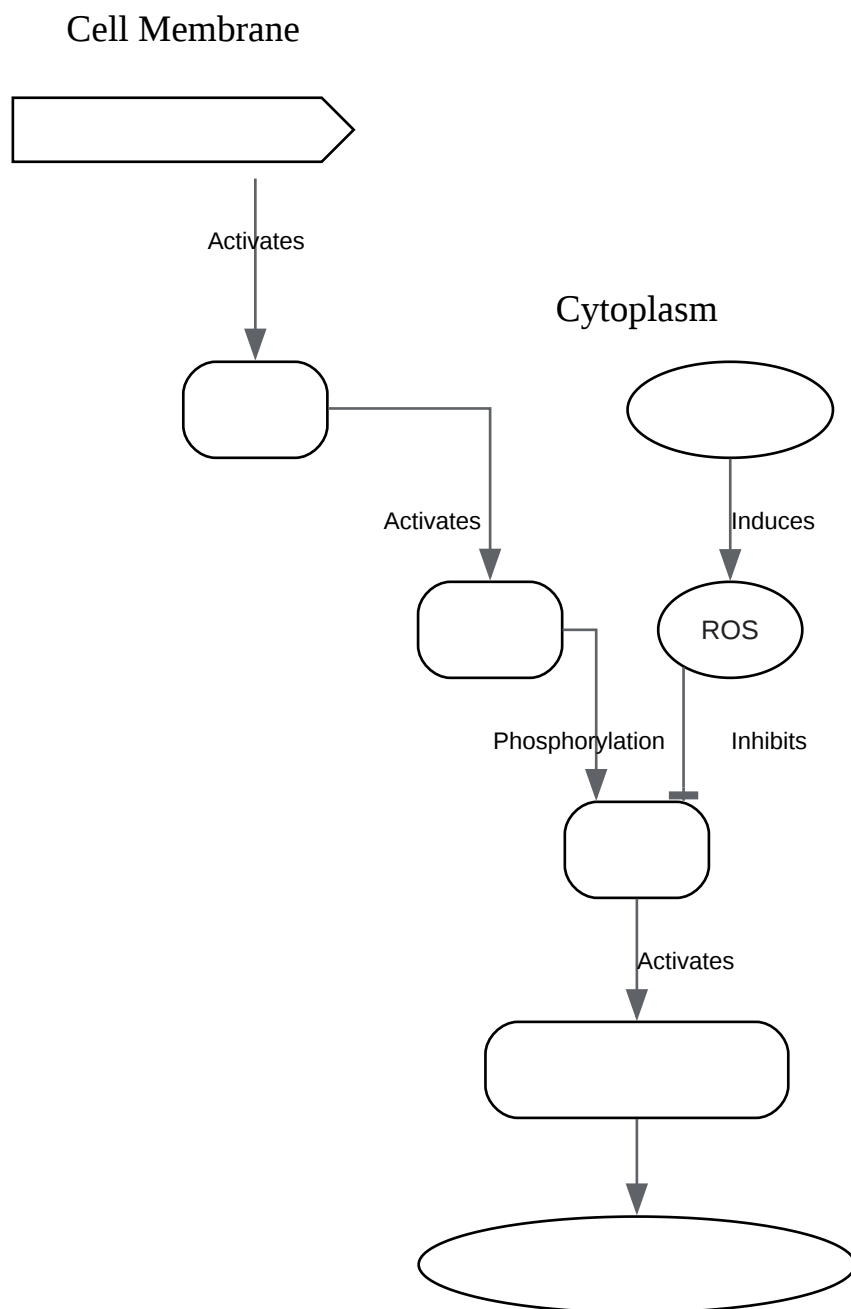 Cell Membrane
Activates
Cytoplasm
Activates
Induces
ROS
Phosphorylation
Inhibits
Activates